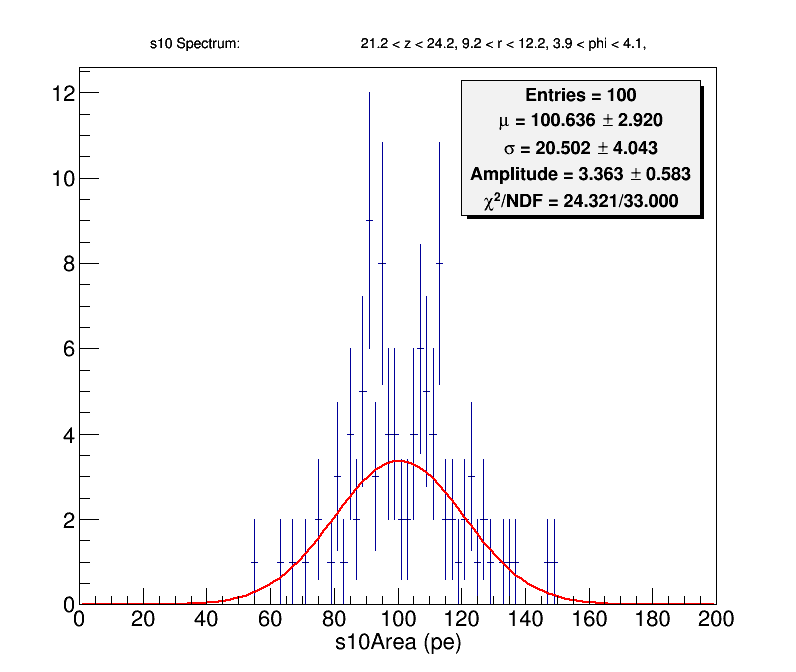 s10 Spectrum: 21.2 < z < 24.2, 9.2 < r < 12.2, 3.9 < phi < 4.1,
Entries = 100
μ = 100.636 ± 2.920
σ = 20.502 ± 4.043
Amplitude = 3.363 ± 0.583
χ²/NDF = 24.321/33.000
12
10
8
6
4
2
0
0 20 40 60 80 100 120 140 160 180 200
s10Area (pe)